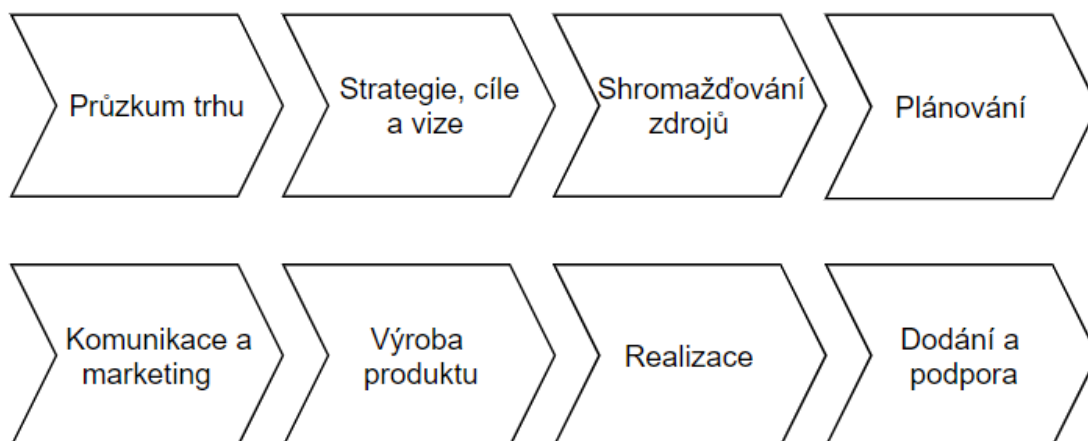 Průzkum trhu
Strategie, cíle
a vize
Shromažďování
zdrojů
Plánování
Komunikace a
marketing
Výroba
produktu
Realizace
Dodání a
podpora